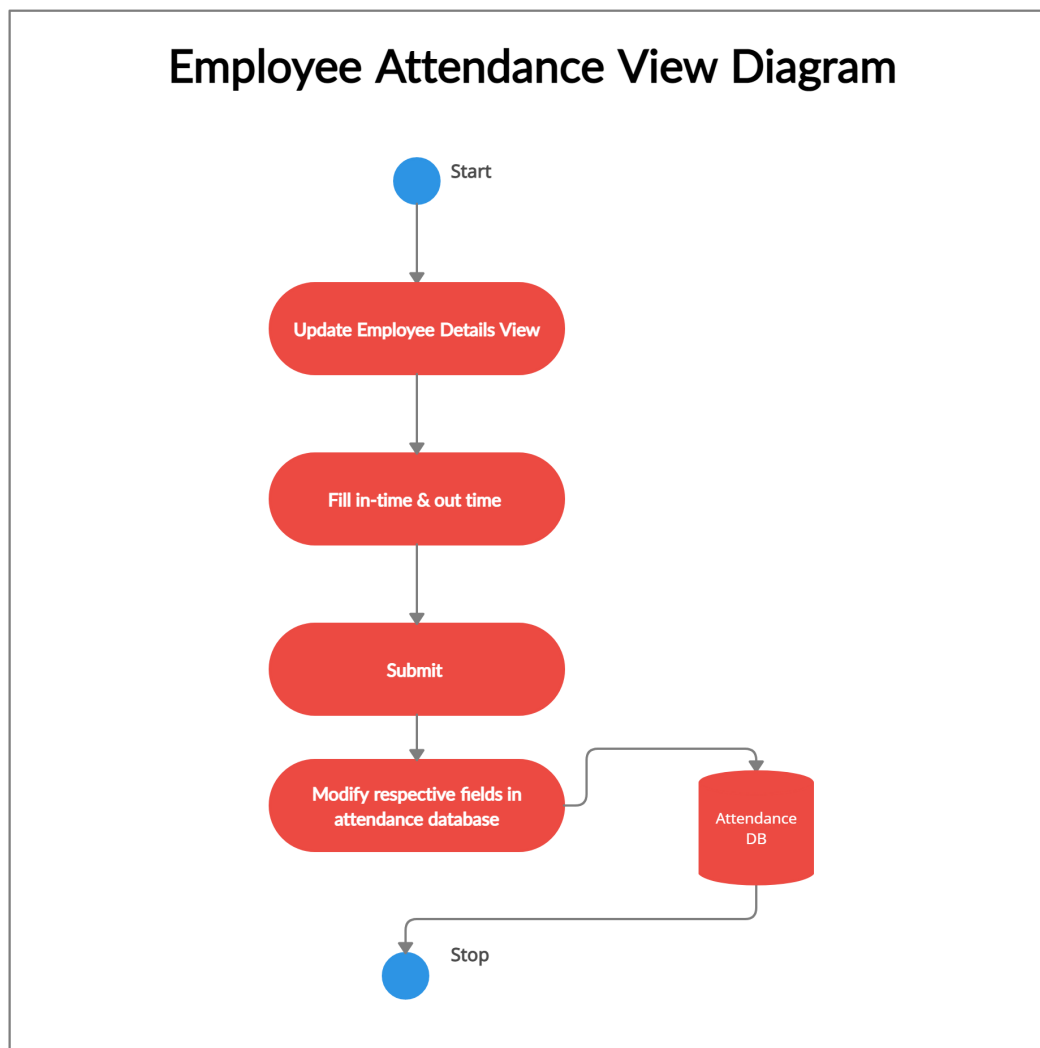 Employee Attendance View Diagram
Start
Update Employee Details View
Fill in-time & out time
Submit
Modify respective fields in
attendance database
Attendance
DB
Stop